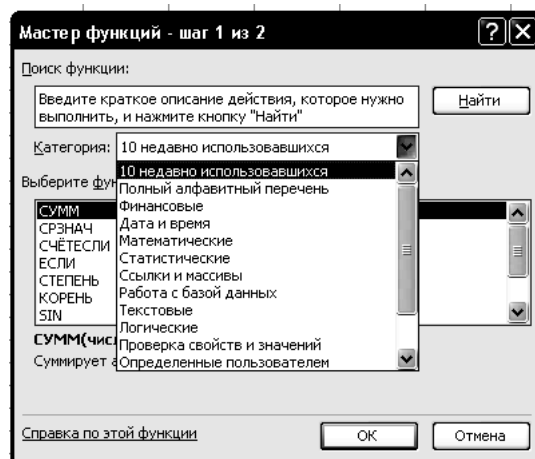 Мастер функций - шаг 1 из 2
Поиск функции:
Введите краткое описание действия, которое нужно
выполнить, и нажмите кнопку "Найти"
Найти
Категория: 10 недавно использовавшихся
10 недавно использовавшихся
Полный алфавитный перечень
Финансовые
Дата и время
Математические
Статистические
Ссылки и массивы
Работа с базой данных
Текстовые
Логические
Проверка свойств и значений
Определенные пользователем
Выберите
СУММ
СРЗНАЧ
СЧЁТЕСЛИ
ЕСЛИ
СТЕПЕНЬ
КОРЕНЬ
SIN
СУММ(чис
Суммирует
Справка по этой функции
ОК
Отмена